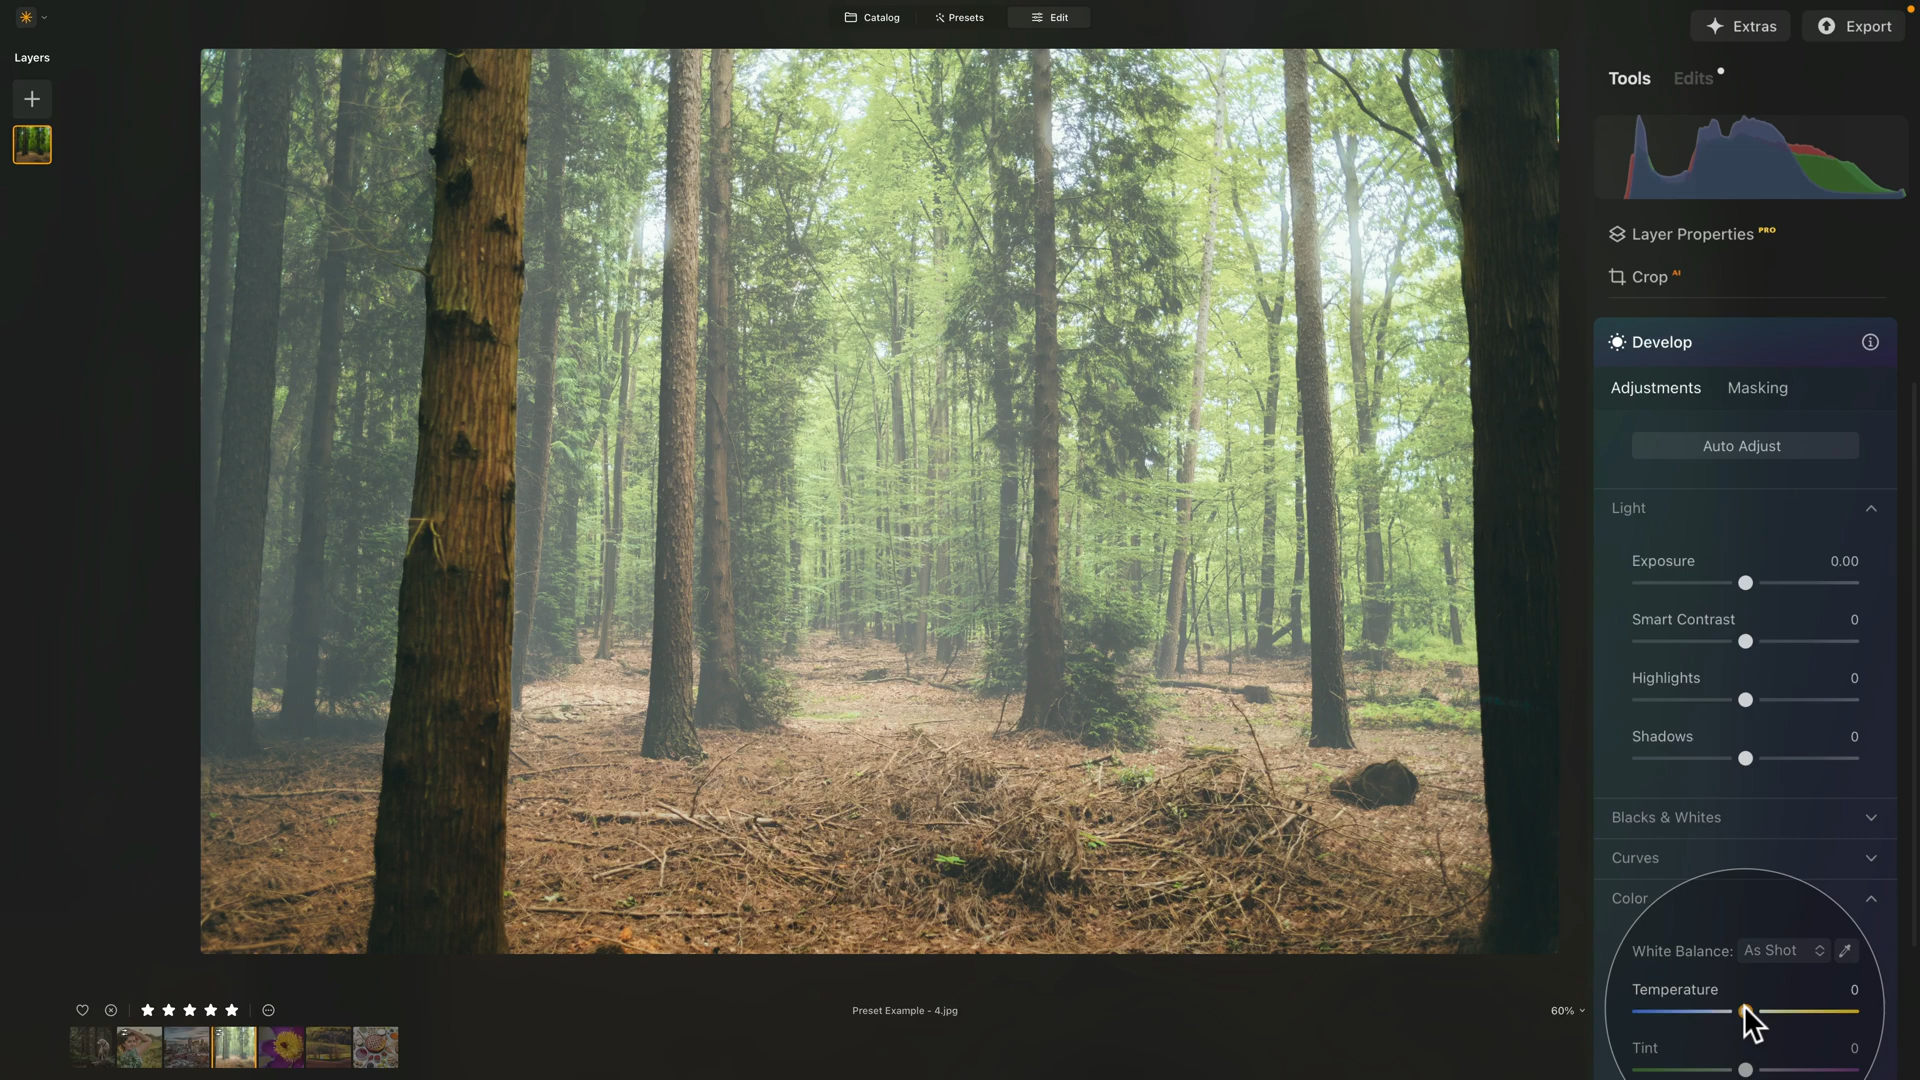 Catalog
Presets
Edit
Extras
Export
Layers
Tools
Edits
Layer Properties PRO
Crop AI
Develop
Adjustments
Masking
Auto Adjust
Light
Exposure 0.00
Smart Contrast 0
Highlights 0
Shadows 0
Blacks & Whites
Curves
Color
White Balance: As Shot
Temperature 0
Tint 0
Preset Example - 4.jpg
60%